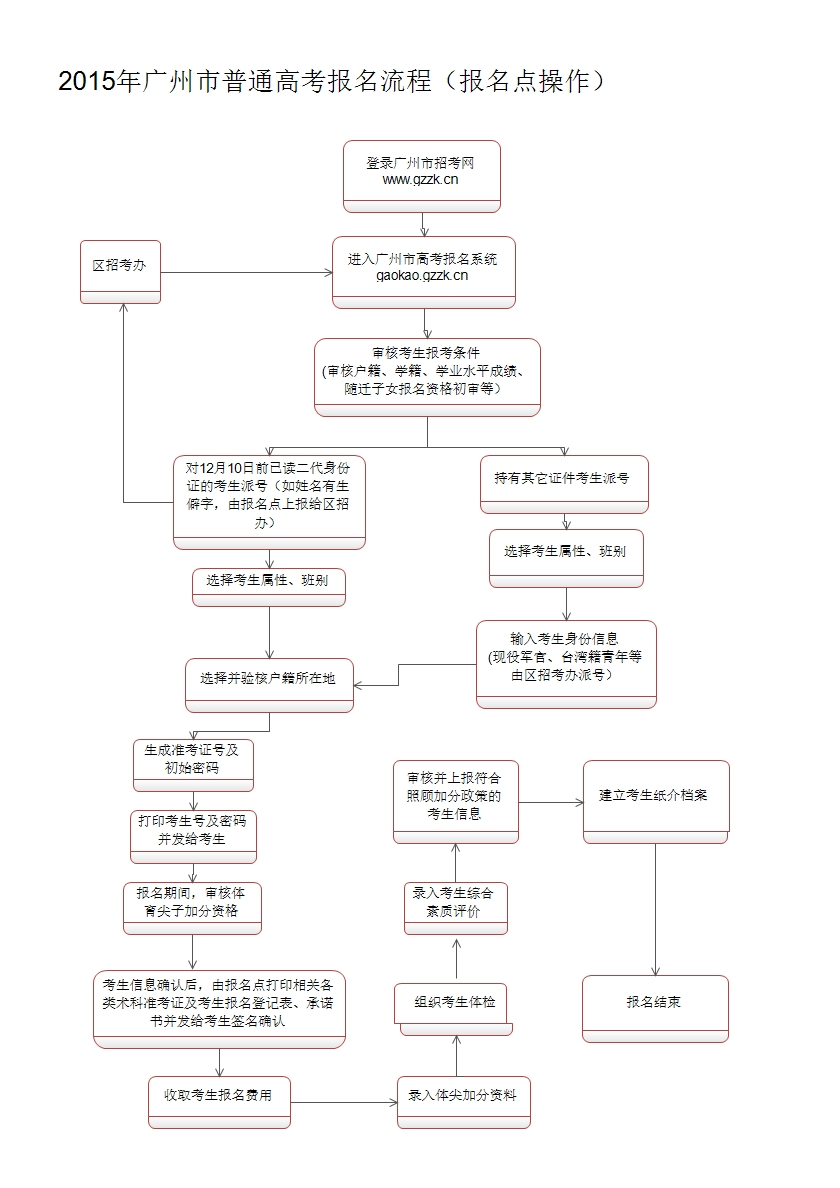 2015年广州市普通高考报名流程（报名点操作）
登录广州市招考网
www.gzzk.cn
区招考办
进入广州市高考报名系统
gaokao.gzzk.cn
审核考生报考条件
(审核户籍、学籍、学业水平成绩、
随迁子女报名资格初审等）
对12月10日前已读二代身份
证的考生派号（如姓名有生
僻字，由报名点上报给区招
办）
持有其它证件考生派号
选择考生属性、班别
选择考生属性、班别
输入考生身份信息
(现役军官、台湾籍青年等
由区招考办派号）
选择并验核户籍所在地
生成准考证号及
初始密码
打印考生号及密码
并发给考生
报名期间，审核体
育尖子加分资格
考生信息确认后，由报名点打印相关各
类术科准考证及考生报名登记表、承诺
书并发给考生签名确认
收取考生报名费用
录入体尖加分资料
组织考生体检
录入考生综合
素质评价
审核并上报符合
照顾加分政策的
考生信息
建立考生纸介档案
报名结束